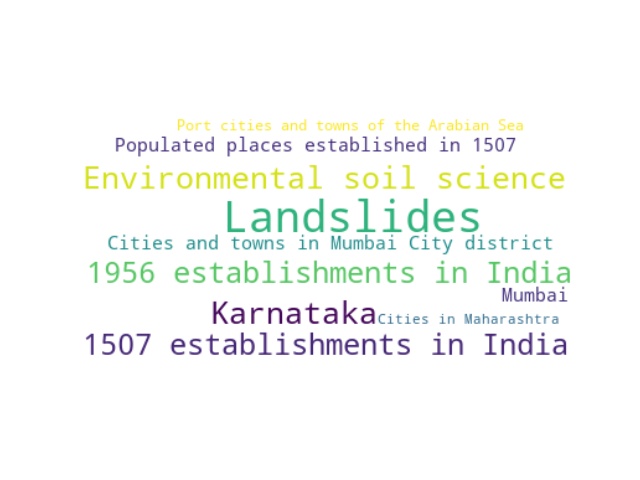 Port cities and towns of the Arabian Sea
Populated places established in 1507
Environmental soil science
Landslides
Cities and towns in Mumbai City district
1956 establishments in India
Mumbai
Karnataka
Cities in Maharashtra
1507 establishments in India